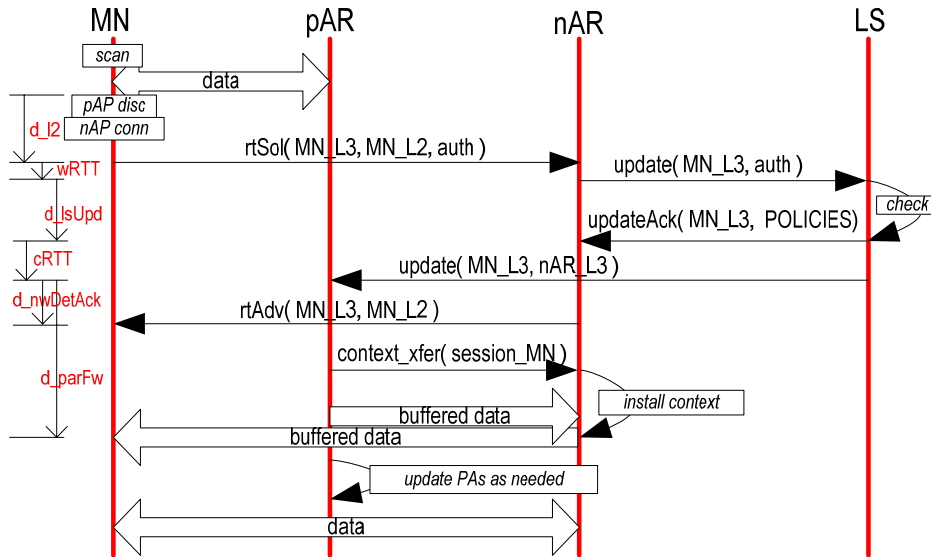 MN pAR nAR LS
scan
data
pAP disc
d_l2
nAP conn
rtSol( MN_L3, MN_L2, auth )
wRTT
update( MN_L3, auth )
check
d_lsUpd
updateAck( MN_L3, POLICIES)
cRTT
update( MN_L3, nAR_L3 )
d_nwDetAck
rtAdv( MN_L3, MN_L2 )
context_xfer( session_MN )
d_parFw
install context
buffered data
buffered data
update PAs as needed
data